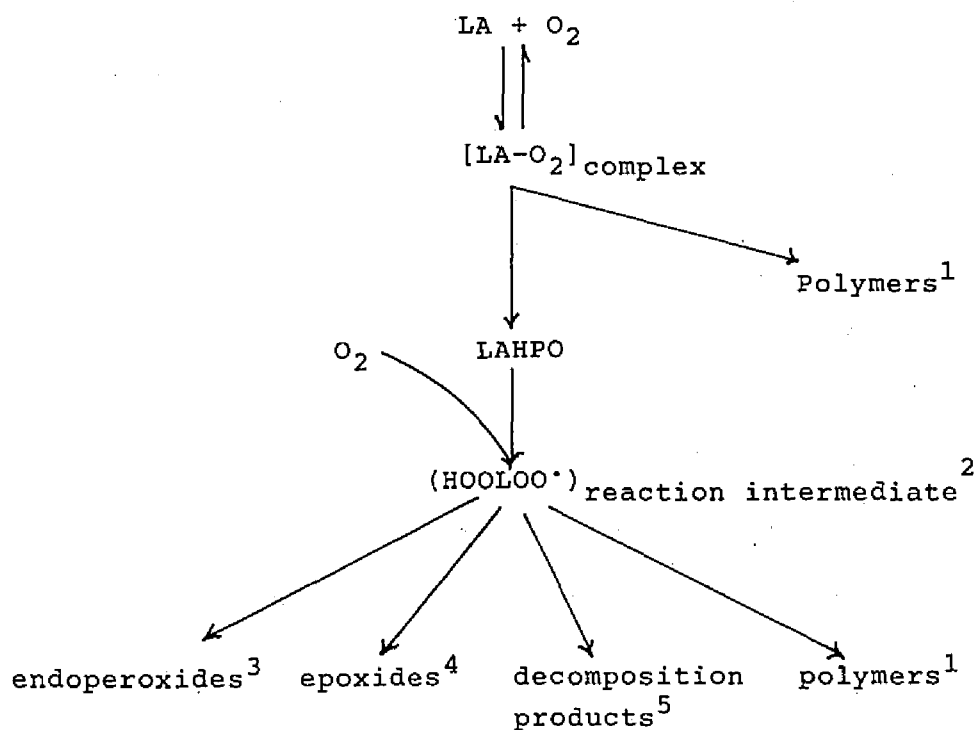 LA + O₂
[LA-O₂]complex
Polymers¹
O₂ LAHPO
(HOOLOO·)reaction intermediate²
endoperoxides³ epoxides⁴ decomposition polymers¹
products⁵